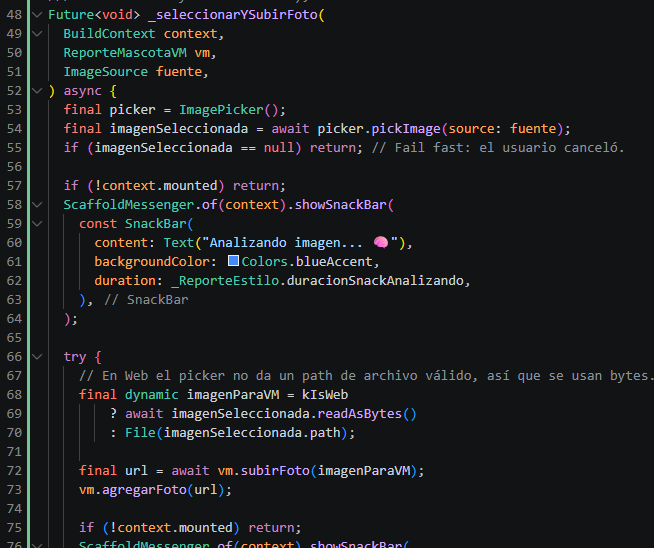 48 Future<void> _seleccionarYSubirFoto(
49 BuildContext context,
50 ReporteMascotaVM vm,
51 ImageSource fuente,
52 ) async {
53 final picker = ImagePicker();
54 final imagenSeleccionada = await picker.pickImage(source: fuente);
55 if (imagenSeleccionada == null) return; // Fail fast: el usuario canceló.
56
57 if (!context.mounted) return;
58 ScaffoldMessenger.of(context).showSnackBar(
59 const SnackBar(
60 content: Text("Analizando imagen... 🧠"),
61 backgroundColor: Colors.blueAccent,
62 duration: _ReporteEstilo.duracionSnackAnalizando,
63 ), // SnackBar
64 );
65
66 try {
67 // En Web el picker no da un path de archivo válido, así que se usan bytes.
68 final dynamic imagenParaVM = kIsWeb
69 ? await imagenSeleccionada.readAsBytes()
70 : File(imagenSeleccionada.path);
71
72 final url = await vm.subirFoto(imagenParaVM);
73 vm.agregarFoto(url);
74
75 if (!context.mounted) return;
76 ScaffoldMessenger.of(context).showSnackBar(